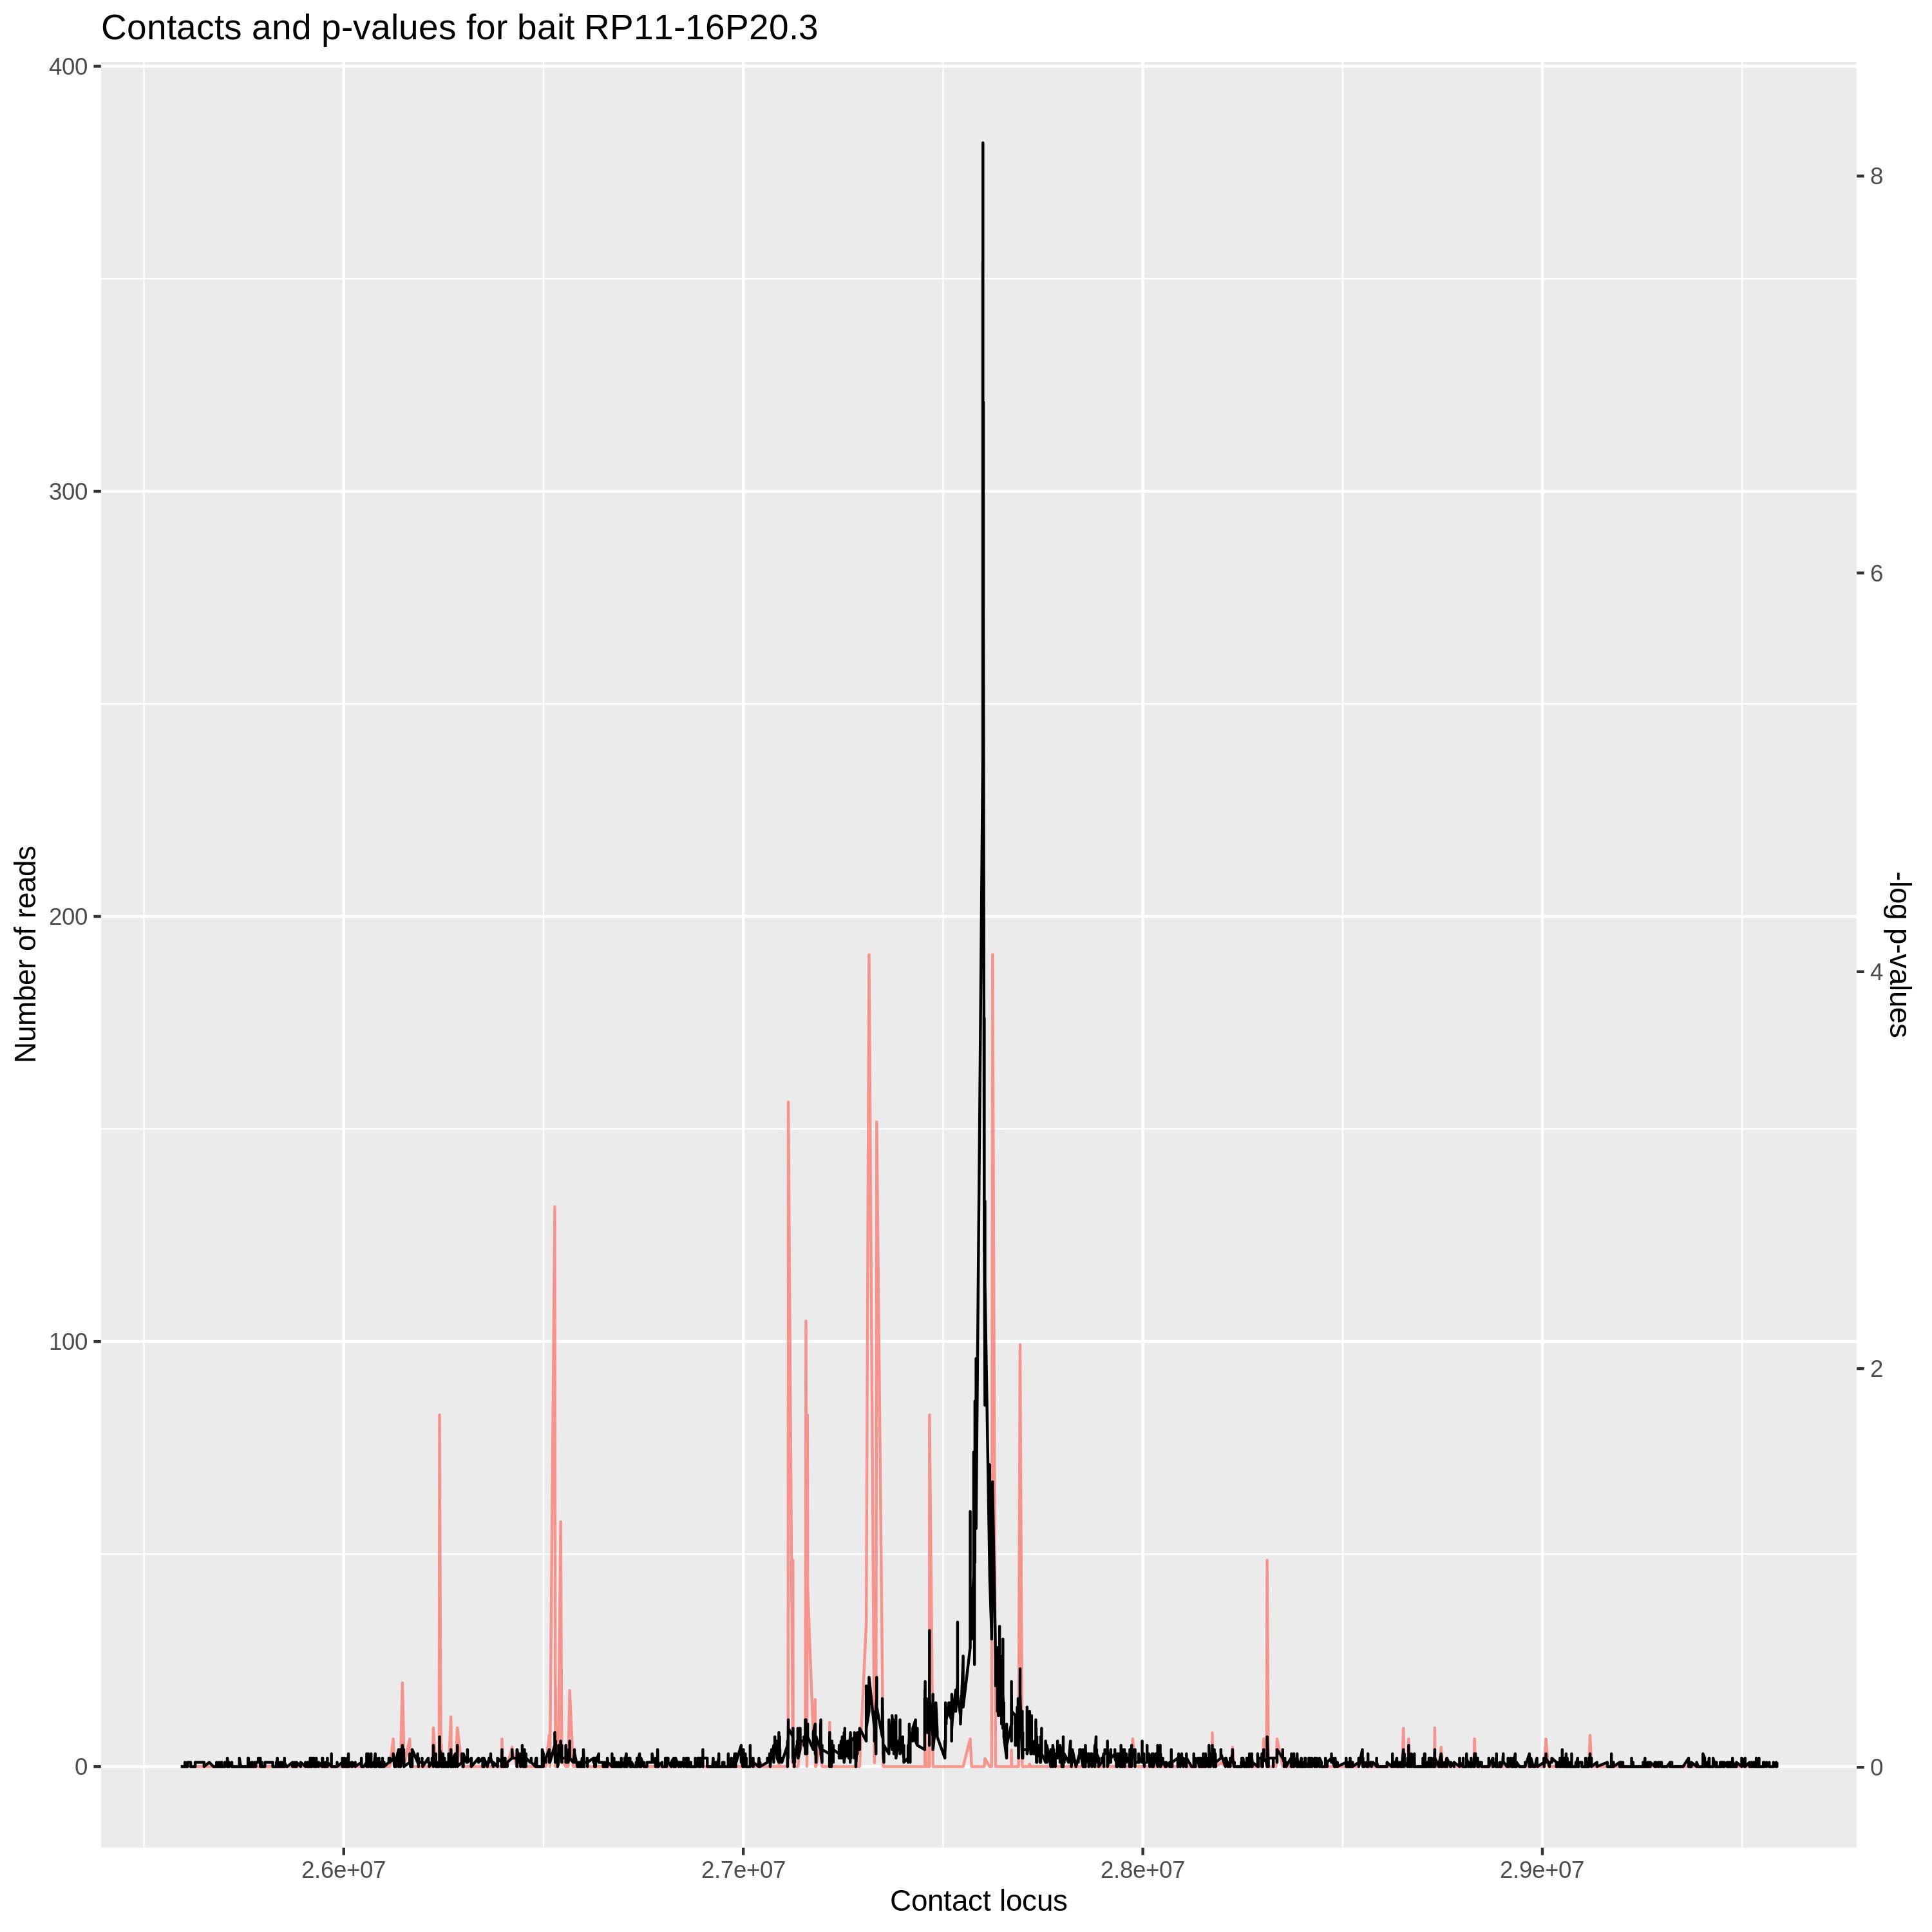 Contacts and p-values for bait RP11-16P20.3
400
300
200
100
0
Number of reads
8
6
4
2
0
-log p-values
2.6e+07
2.7e+07
2.8e+07
2.9e+07
Contact locus